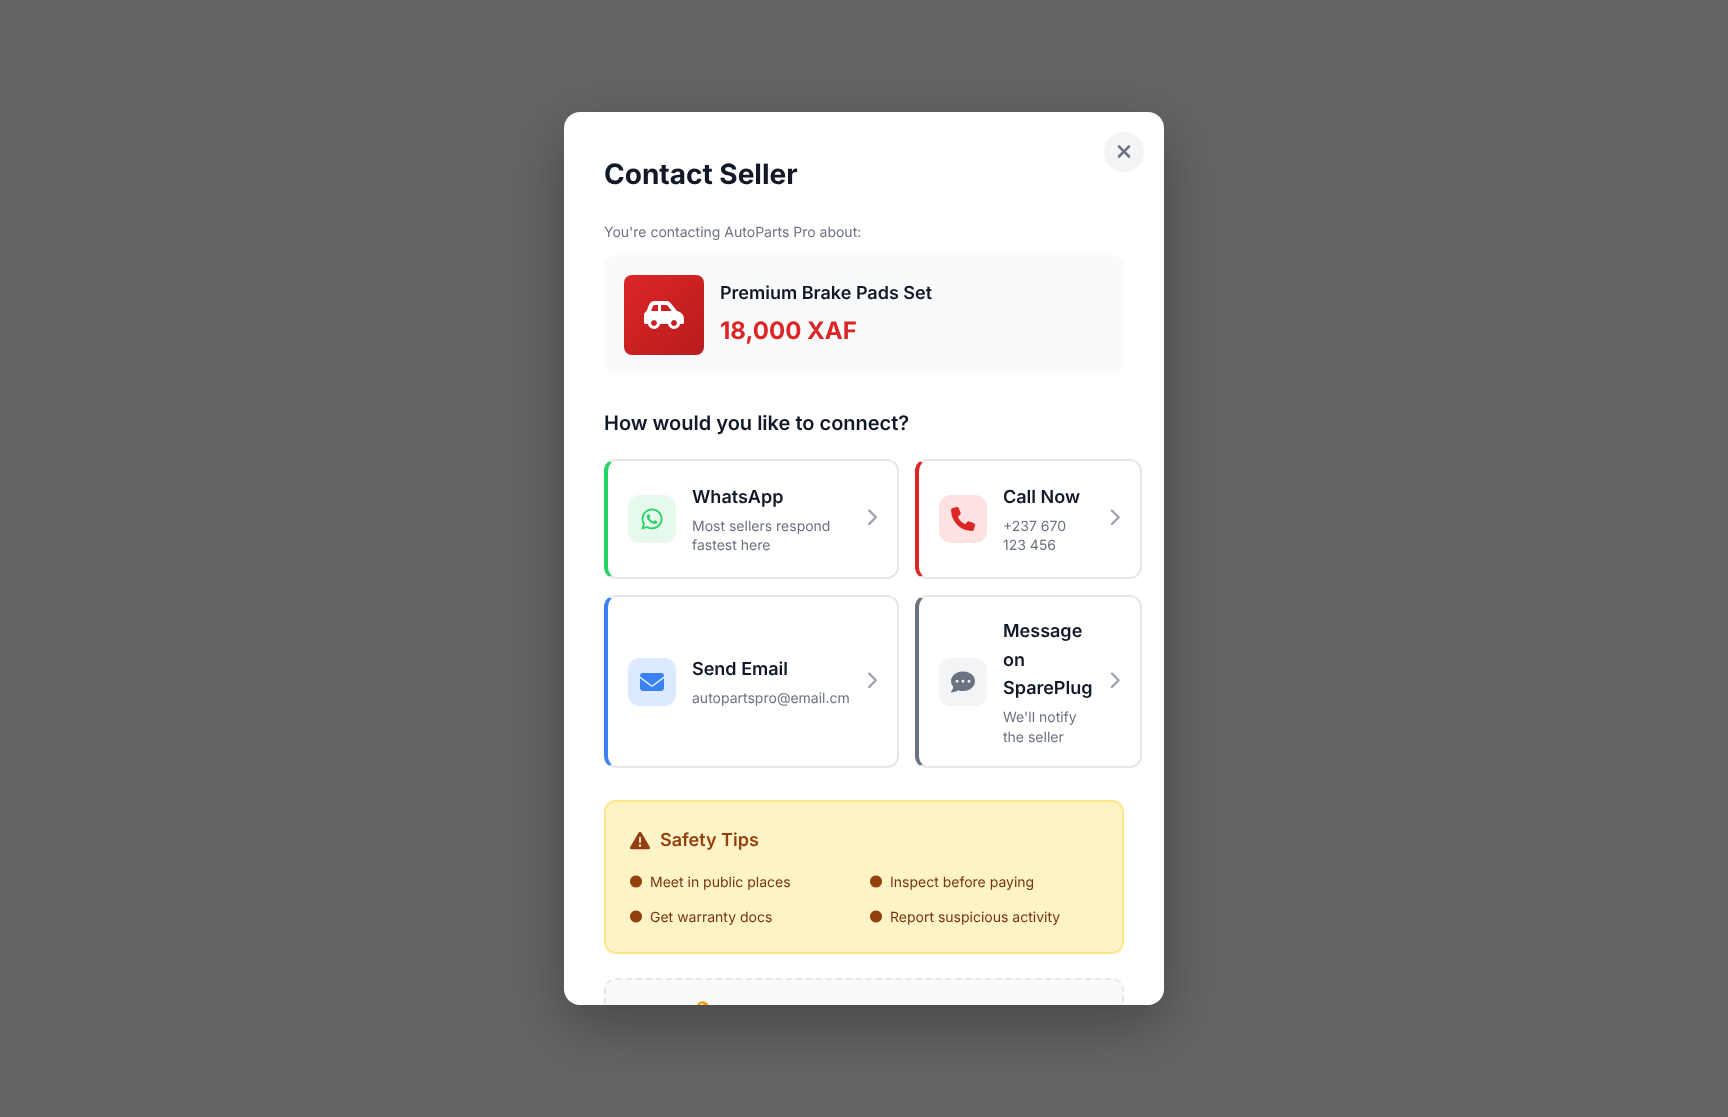 Contact Seller
You're contacting AutoParts Pro about:
Premium Brake Pads Set
18,000 XAF
How would you like to connect?
WhatsApp
Most sellers respond
fastest here
Call Now
+237 670
123 456
Send Email
autopartspro@email.cm
Message
on
SparePlug
We'll notify
the seller
Safety Tips
Meet in public places
Inspect before paying
Get warranty docs
Report suspicious activity